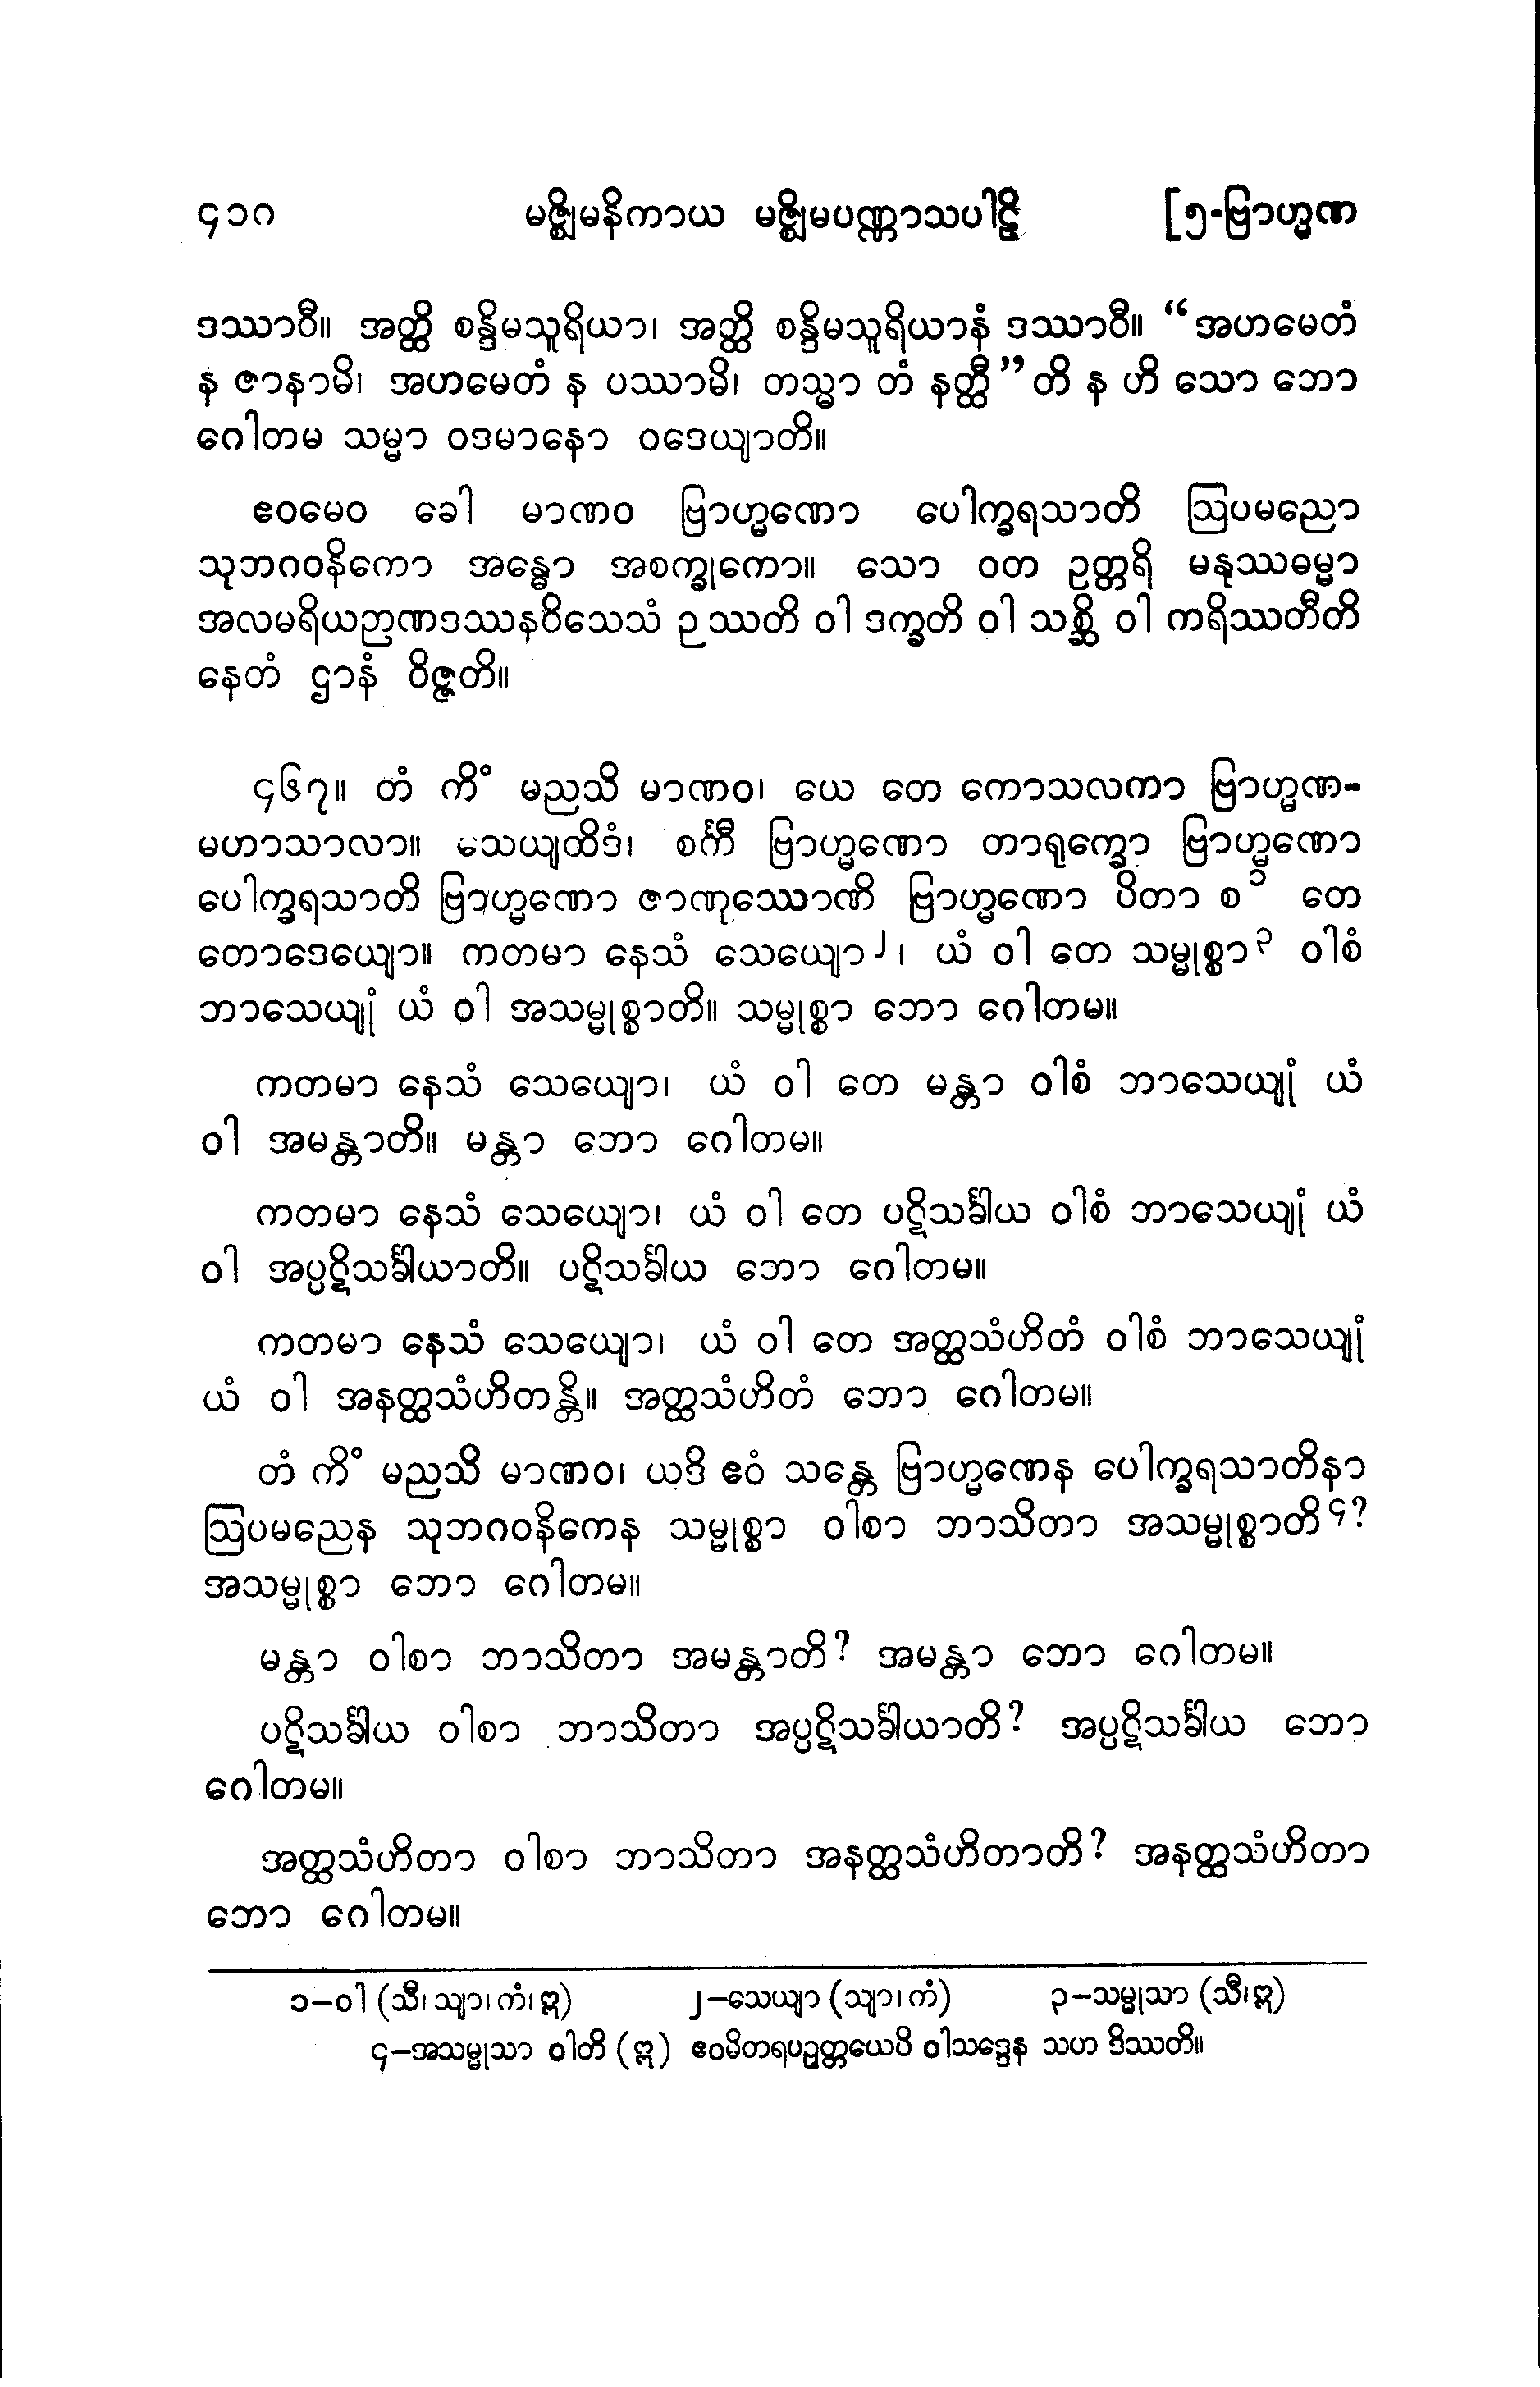 ၄၁၀ မဇ္ဈိမနိကာယ မဇ္ဈိမပဏ္ဏာသပါဠိ [၅-ဗြာဟ္မဏ
ဒဿာဝီ။ အတ္ထိ စန္ဒိမသူရိယာ၊ အတ္ထိ စန္ဒိမသူရိယာနံ ဒဿာဝီ။ “အဟမေတံ
န ဇာနာမိ၊ အဟမေတံ န ပဿာမိ၊ တသ္မာ တံ နတ္ထီ”တိ န ဟိ သော ဘော
ဂေါတမ သမ္မာ ဝဒမာနော ဝဒေယျာတိ။
ဧဝမေဝ ခေါ မာဏဝ ဗြာဟ္မဏော ပေါက္ခရသာတိ ဩပမညော
သုဘဂဝနိကော အန္ဓော အစက္ခုကော။ သော ဝတ ဥတ္တရိ မနုဿဓမ္မာ
အလမရိယဉာဏဒဿနဝိသေသံ ဉဿတိ ဝါ ဒက္ခတိ ဝါ သစ္ဆိ ဝါ ကရိဿတီတိ
နေတံ ဌာနံ ဝိဇ္ဇတိ။
၄၆၇။ တံ ကိံ မညသိ မာဏဝ၊ ယေ တေ ကောသလကာ ဗြာဟ္မဏ-
မဟာသာလာ။ သေယျထိဒံ၊ စင်္ကီ ဗြာဟ္မဏော တာရုက္ခော ဗြာဟ္မဏော
ပေါက္ခရသာတိ ဗြာဟ္မဏော ဇာဏုဿောဏိ ဗြာဟ္မဏော ပိတာ စ ၁ တေ
တောဒေယျော။ ကတမာ နေသံ သေယျော၂၊ ယံ ဝါ တေ သမ္မုစ္စာ၃ ဝါစံ
ဘာသေယျုံ ယံ ဝါ အသမ္မုစ္စာတိ။ သမ္မုစ္စာ ဘော ဂေါတမ။
ကတမာ နေသံ သေယျော၊ ယံ ဝါ တေ မန္တာ ဝါစံ ဘာသေယျုံ ယံ
ဝါ အမန္တာတိ။ မန္တာ ဘော ဂေါတမ။
ကတမာ နေသံ သေယျော၊ ယံ ဝါ တေ ပဋိသင်္ခါယ ဝါစံ ဘာသေယျုံ ယံ
ဝါ အပ္ပဋိသင်္ခါယာတိ။ ပဋိသင်္ခါယ ဘော ဂေါတမ။
ကတမာ နေသံ သေယျော၊ ယံ ဝါ တေ အတ္ထသံဟိတံ ဝါစံ ဘာသေယျုံ
ယံ ဝါ အနတ္ထသံဟိတန္တိ။ အတ္ထသံဟိတံ ဘော ဂေါတမ။
တံ ကိံ မညသိ မာဏဝ၊ ယဒိ ဧဝံ သန္တေ ဗြာဟ္မဏေန ပေါက္ခရသာတိနာ
ဩပမညေန သုဘဂဝနိကေန သမ္မုစ္စာ ဝါစာ ဘာသိတာ အသမ္မုစ္စာတိ၄?
အသမ္မုစ္စာ ဘော ဂေါတမ။
မန္တာ ဝါစာ ဘာသိတာ အမန္တာတိ? အမန္တာ ဘော ဂေါတမ။
ပဋိသင်္ခါယ ဝါစာ ဘာသိတာ အပ္ပဋိသင်္ခါယာတိ? အပ္ပဋိသင်္ခါယ ဘော
ဂေါတမ။
အတ္ထသံဟိတာ ဝါစာ ဘာသိတာ အနတ္ထသံဟိတာတိ? အနတ္ထသံဟိတာ
ဘော ဂေါတမ။
၁–ဝါ (သီ၊ သျာ၊ ကံ၊ ဣ) ၂–သေယျာ (သျာ၊ ကံ) ၃–သမ္မုသာ (သီ၊ ဣ)
၄–အသမ္မုသာ ဝါတိ (ဣ) ဧဝမိတရပဥတ္တယေပိ ဝါသဒ္ဒေန သဟ ဒိဿတိ။